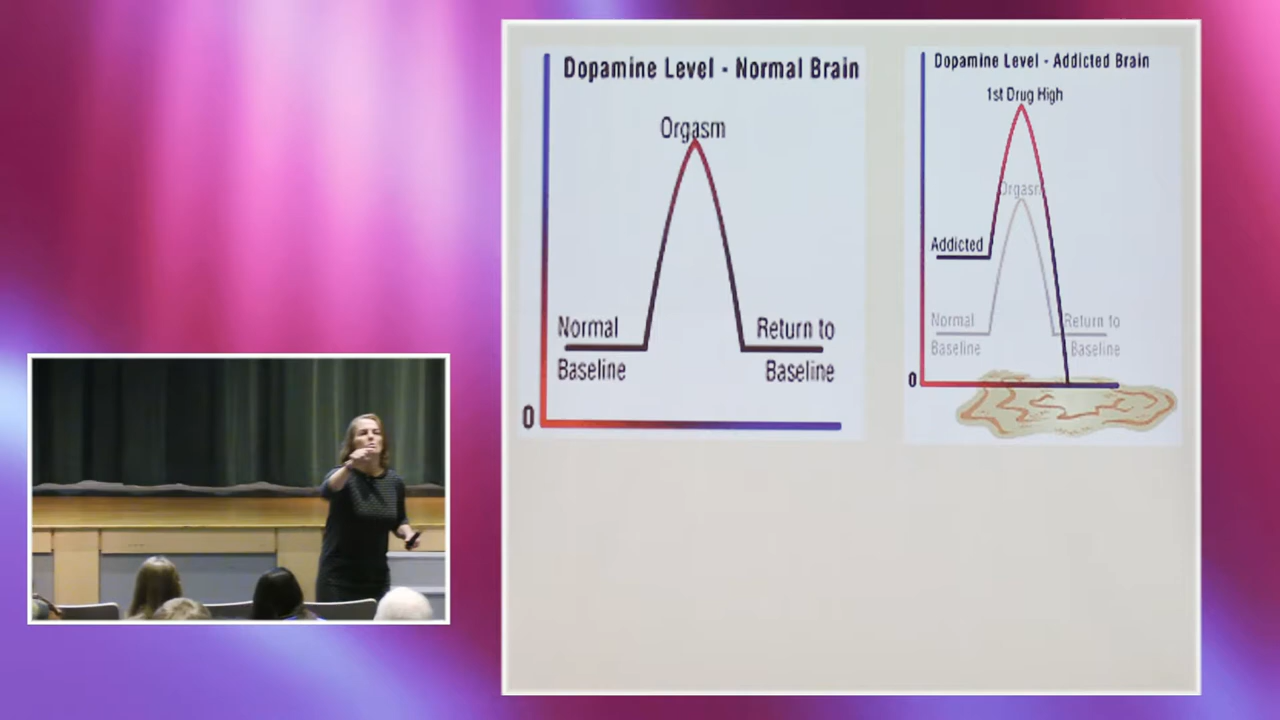 Dopamine Level - Normal Brain
Orgasm
Normal
Baseline
Return to
Baseline
0
Dopamine Level - Addicted Brain
1st Drug High
Orgasm
Addicted
Normal
Baseline
Return to
Baseline
0